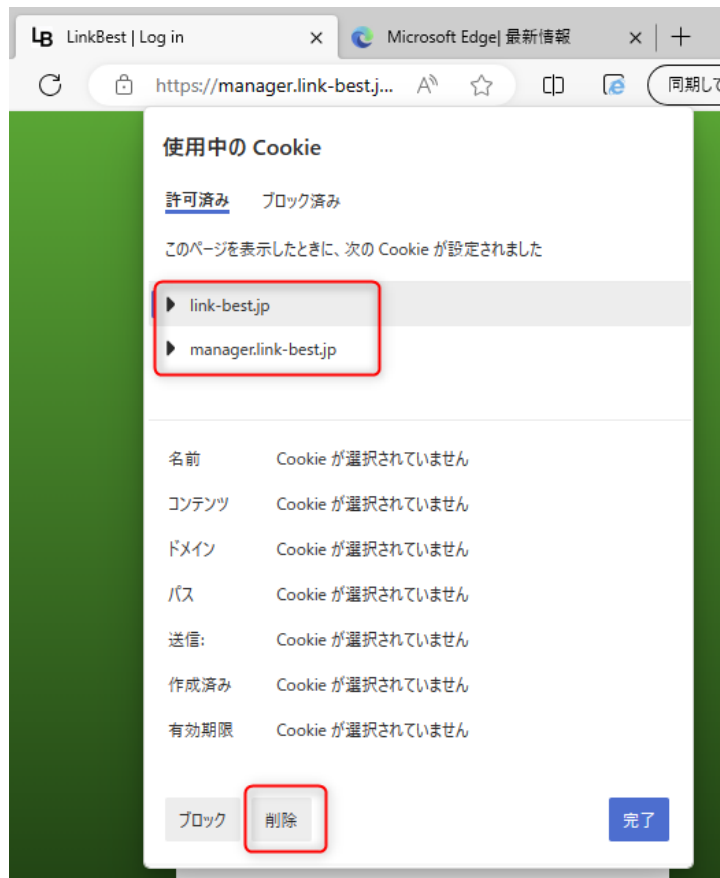 LB LinkBest | Log in
Microsoft Edge| 最新情報
https://manager.link-best.j...
同期して
使用中の Cookie
許可済み ブロック済み
このページを表示したときに、次の Cookie が設定されました
link-best.jp
manager.link-best.jp
名前 Cookie が選択されていません
コンテンツ Cookie が選択されていません
ドメイン Cookie が選択されていません
パス Cookie が選択されていません
送信: Cookie が選択されていません
作成済み Cookie が選択されていません
有効期限 Cookie が選択されていません
ブロック 削除 完了